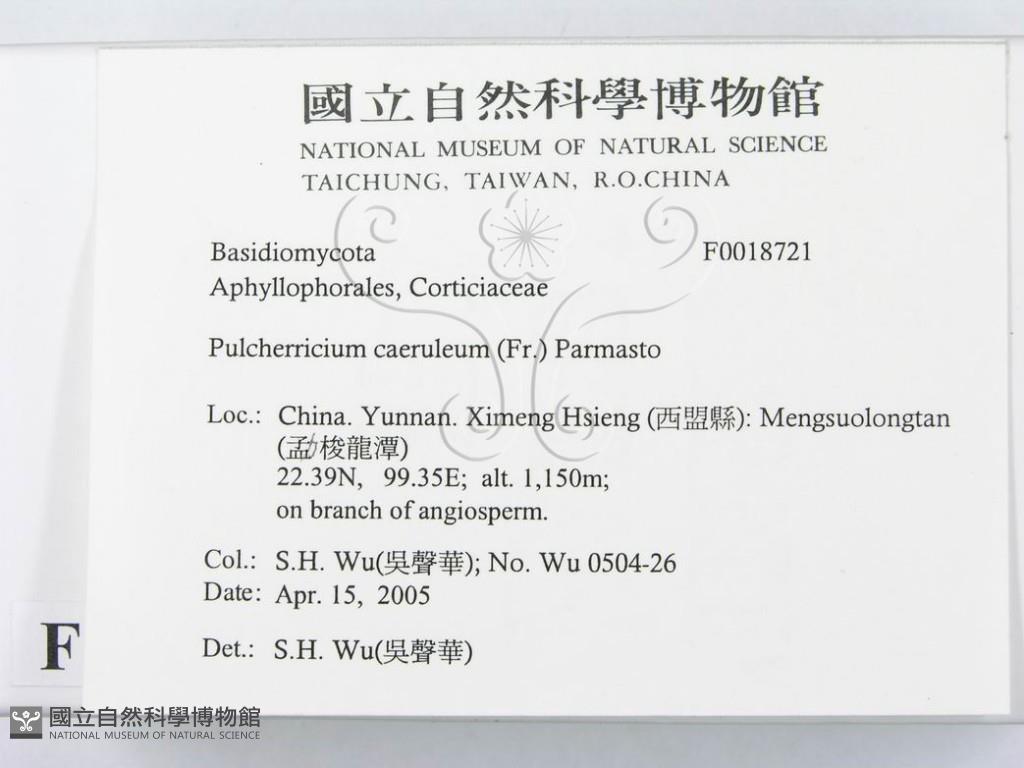 國立自然科學博物館
NATIONAL MUSEUM OF NATURAL SCIENCE
TAICHUNG, TAIWAN, R.O.CHINA
Basidiomycota F0018721
Aphyllophorales, Corticiaceae
Pulcherricium caeruleum (Fr.) Parmasto
Loc.: China. Yunnan. Ximeng Hsieng (西盟縣): Mengsuolongtan
(勐梭龍潭)
22.39N, 99.35E; alt. 1,150m;
on branch of angiosperm.
Col.: S.H. Wu(吳聲華); No. Wu 0504-26
Date: Apr. 15, 2005
Det.: S.H. Wu(吳聲華)
F
國立自然科學博物館
NATIONAL MUSEUM OF NATURAL SCIENCE